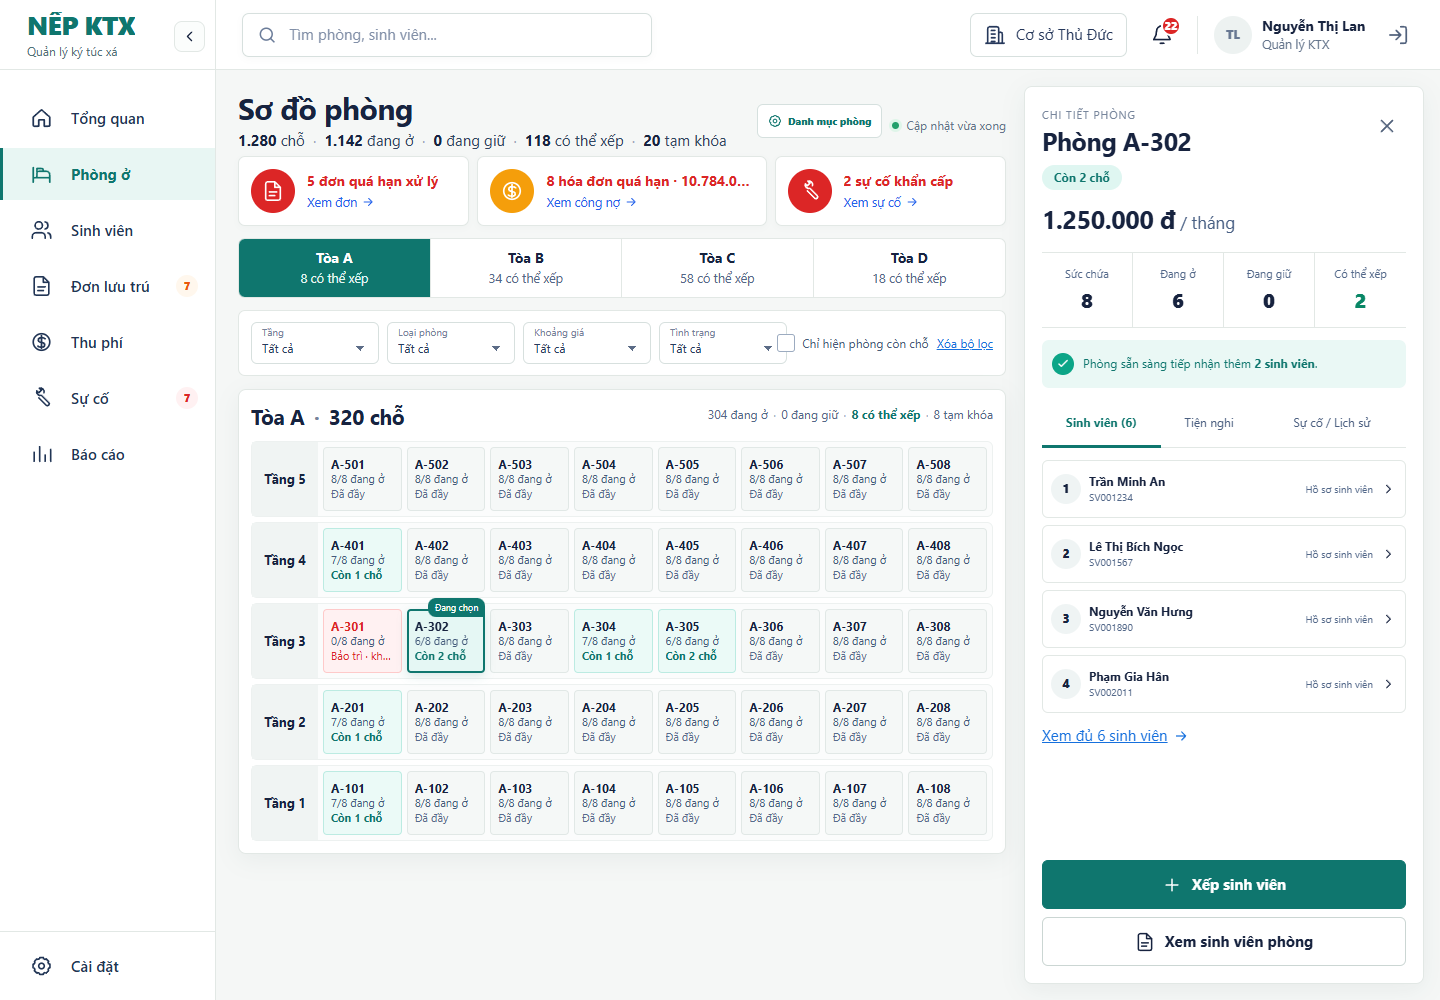 NẾP KTX
Quản lý ký túc xá
Tìm phòng, sinh viên...
Cơ sở Thủ Đức
22
TL
Nguyễn Thị Lan
Quản lý KTX
Tổng quan
Phòng ở
Sinh viên
Đơn lưu trú
7
Thu phí
Sự cố
7
Báo cáo
Cài đặt
Sơ đồ phòng
1.280 chỗ · 1.142 đang ở · 0 đang giữ · 118 có thể xếp · 20 tạm khóa
Danh mục phòng
Cập nhật vừa xong
5 đơn quá hạn xử lý
Xem đơn →
8 hóa đơn quá hạn · 10.784.0...
Xem công nợ →
2 sự cố khẩn cấp
Xem sự cố →
Tòa A
8 có thể xếp
Tòa B
34 có thể xếp
Tòa C
58 có thể xếp
Tòa D
18 có thể xếp
Tầng
Tất cả
Loại phòng
Tất cả
Khoảng giá
Tất cả
Tình trạng
Tất cả
Chỉ hiện phòng còn chỗ
Xóa bộ lọc
Tòa A · 320 chỗ
304 đang ở · 0 đang giữ · 8 có thể xếp · 8 tạm khóa
Tầng 5
A-501 A-502 A-503 A-504 A-505 A-506 A-507 A-508
8/8 đang ở 8/8 đang ở 8/8 đang ở 8/8 đang ở 8/8 đang ở 8/8 đang ở 8/8 đang ở 8/8 đang ở
Đã đầy Đã đầy Đã đầy Đã đầy Đã đầy Đã đầy Đã đầy Đã đầy
Tầng 4
A-401 A-402 A-403 A-404 A-405 A-406 A-407 A-408
7/8 đang ở 8/8 đang ở 8/8 đang ở 8/8 đang ở 8/8 đang ở 8/8 đang ở 8/8 đang ở 8/8 đang ở
Còn 1 chỗ Đã đầy Đã đầy Đã đầy Đã đầy Đã đầy Đã đầy Đã đầy
Đang chọn
Tầng 3
A-301 A-302 A-303 A-304 A-305 A-306 A-307 A-308
0/8 đang ở 6/8 đang ở 8/8 đang ở 7/8 đang ở 6/8 đang ở 8/8 đang ở 8/8 đang ở 8/8 đang ở
Bảo trì · kh... Còn 2 chỗ Đã đầy Còn 1 chỗ Còn 2 chỗ Đã đầy Đã đầy Đã đầy
Tầng 2
A-201 A-202 A-203 A-204 A-205 A-206 A-207 A-208
7/8 đang ở 8/8 đang ở 8/8 đang ở 8/8 đang ở 8/8 đang ở 8/8 đang ở 8/8 đang ở 8/8 đang ở
Còn 1 chỗ Đã đầy Đã đầy Đã đầy Đã đầy Đã đầy Đã đầy Đã đầy
Tầng 1
A-101 A-102 A-103 A-104 A-105 A-106 A-107 A-108
7/8 đang ở 8/8 đang ở 8/8 đang ở 8/8 đang ở 8/8 đang ở 8/8 đang ở 8/8 đang ở 8/8 đang ở
Còn 1 chỗ Đã đầy Đã đầy Đã đầy Đã đầy Đã đầy Đã đầy Đã đầy
CHI TIẾT PHÒNG
Phòng A-302
Còn 2 chỗ
1.250.000 đ / tháng
Sức chứa
8
Đang ở
6
Đang giữ
0
Có thể xếp
2
Phòng sẵn sàng tiếp nhận thêm 2 sinh viên.
Sinh viên (6)
Tiện nghi
Sự cố / Lịch sử
1
Trần Minh An
SV001234
Hồ sơ sinh viên
2
Lê Thị Bích Ngọc
SV001567
Hồ sơ sinh viên
3
Nguyễn Văn Hưng
SV001890
Hồ sơ sinh viên
4
Phạm Gia Hân
SV002011
Hồ sơ sinh viên
Xem đủ 6 sinh viên →
Xếp sinh viên
Xem sinh viên phòng